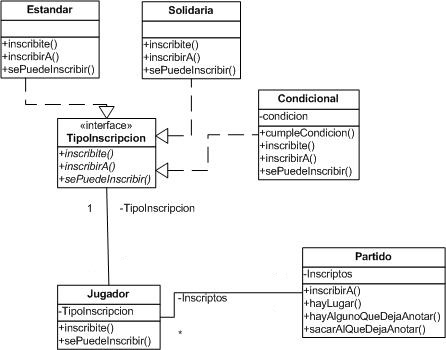 Estandar
+inscribite()
+inscribirA()
+sePuedeInscribir()
Solidaria
+inscribite()
+inscribirA()
+sePuedeInscribir()
Condicional
-condicion
+cumpleCondicion()
+inscribite()
+inscribirA()
+sePuedeInscribir()
«interface»
TipoInscripcion
+inscribite()
+inscribirA()
+sePuedeInscribir()
1
-TipoInscripcion
Jugador
-TipoInscripcion
+inscribite()
+sePuedeInscribir()
-Inscriptos
*
Partido
-Inscriptos
+inscribirA()
+hayLugar()
+hayAlgunoQueDejaAnotar()
+sacarAlQueDejaAnotar()